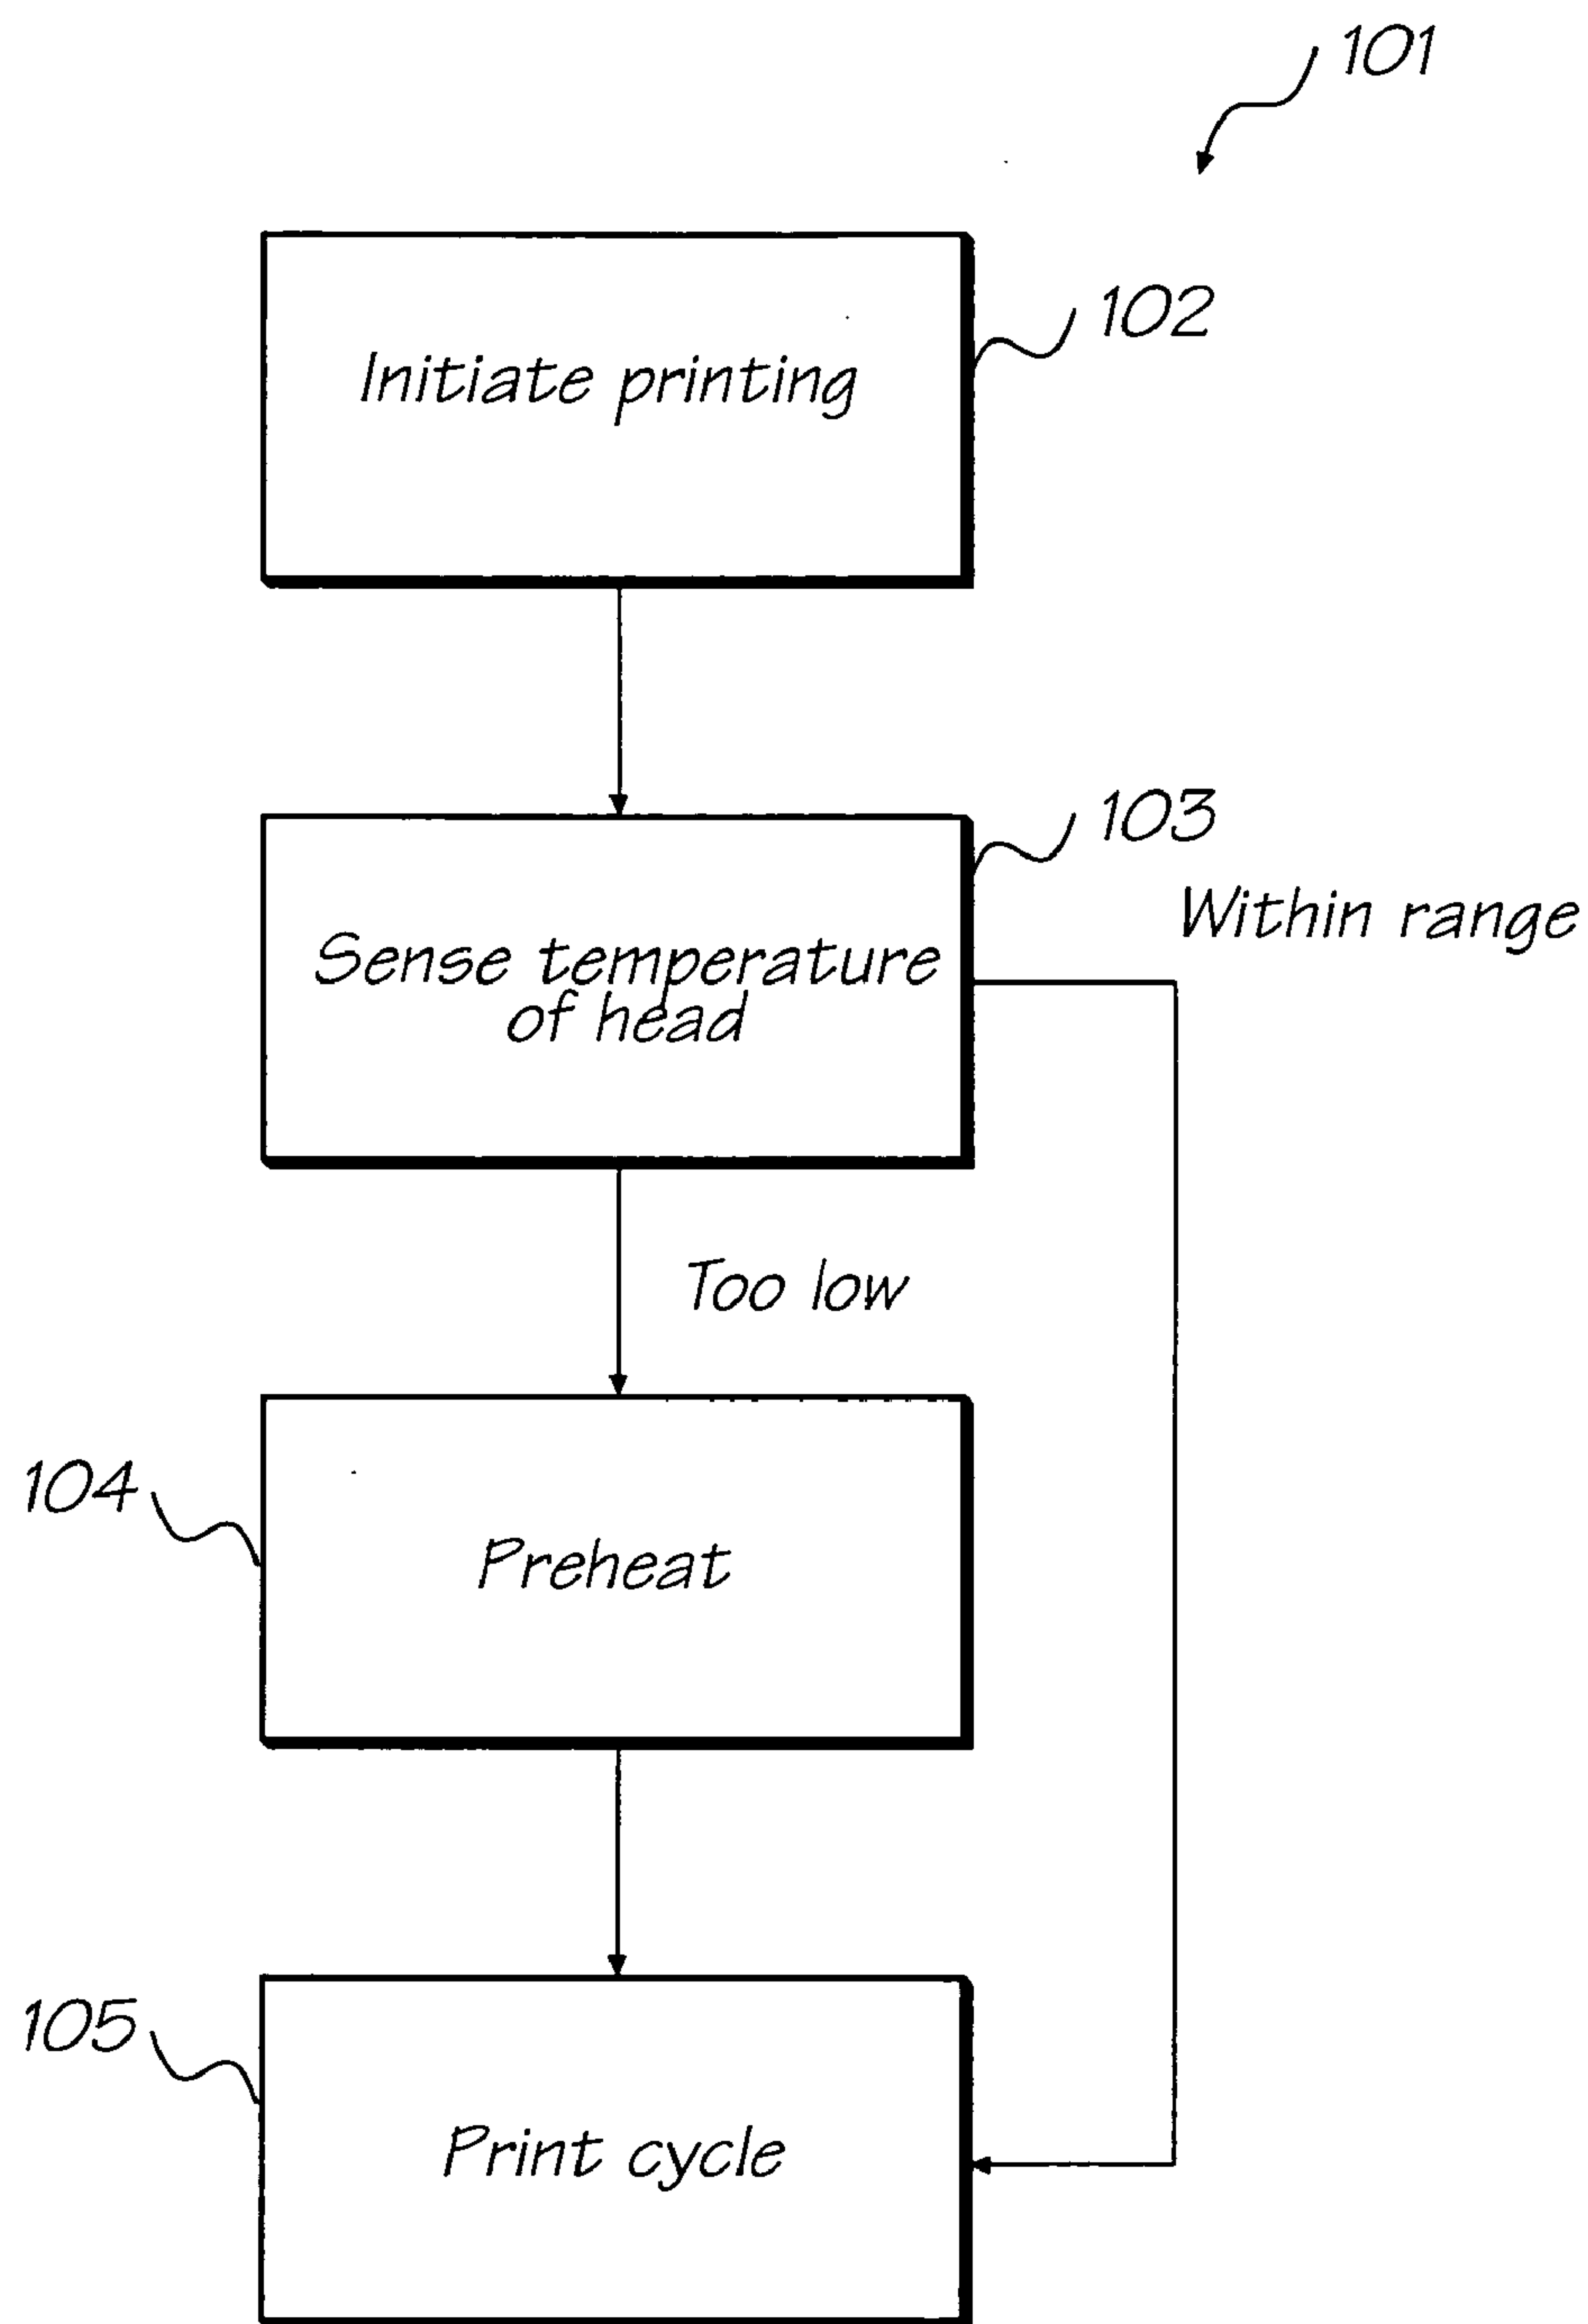 101
Initiate printing
102
103
Within range
Sense temperature
of head
Too low
104
Preheat
105
Print cycle